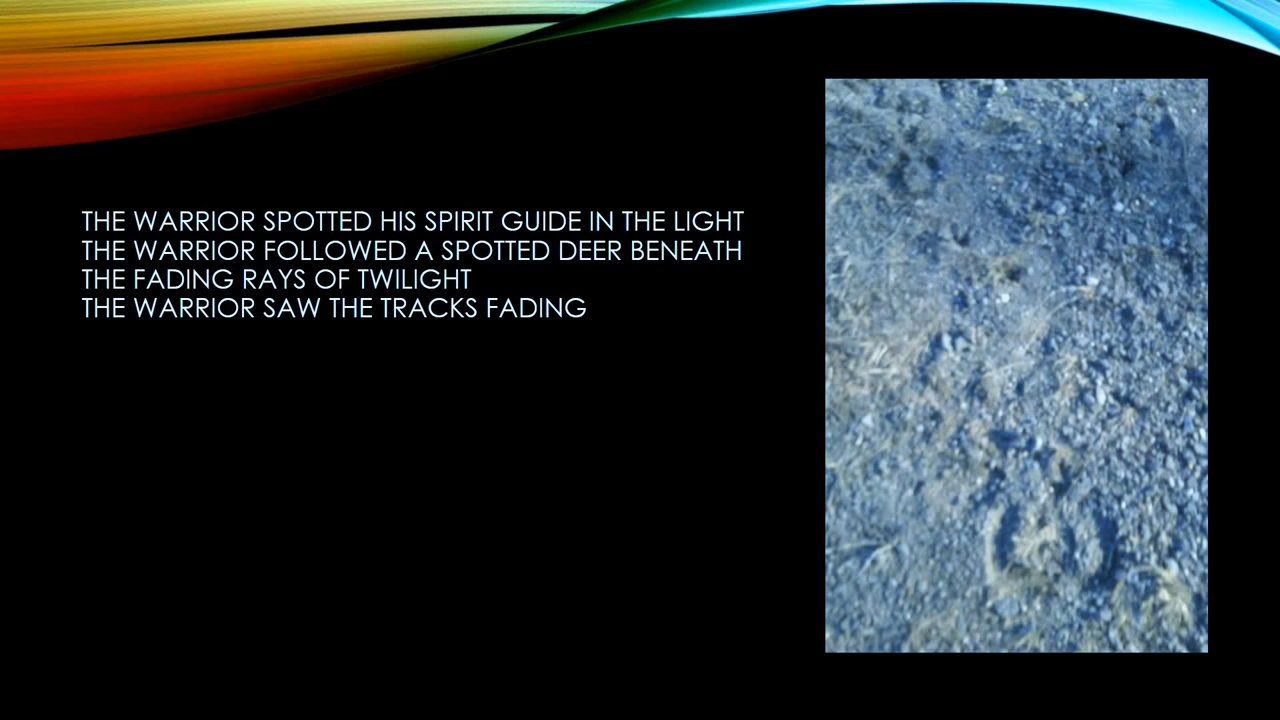 THE WARRIOR SPOTTED HIS SPIRIT GUIDE IN THE LIGHT
THE WARRIOR FOLLOWED A SPOTTED DEER BENEATH
THE FADING RAYS OF TWILIGHT
THE WARRIOR SAW THE TRACKS FADING